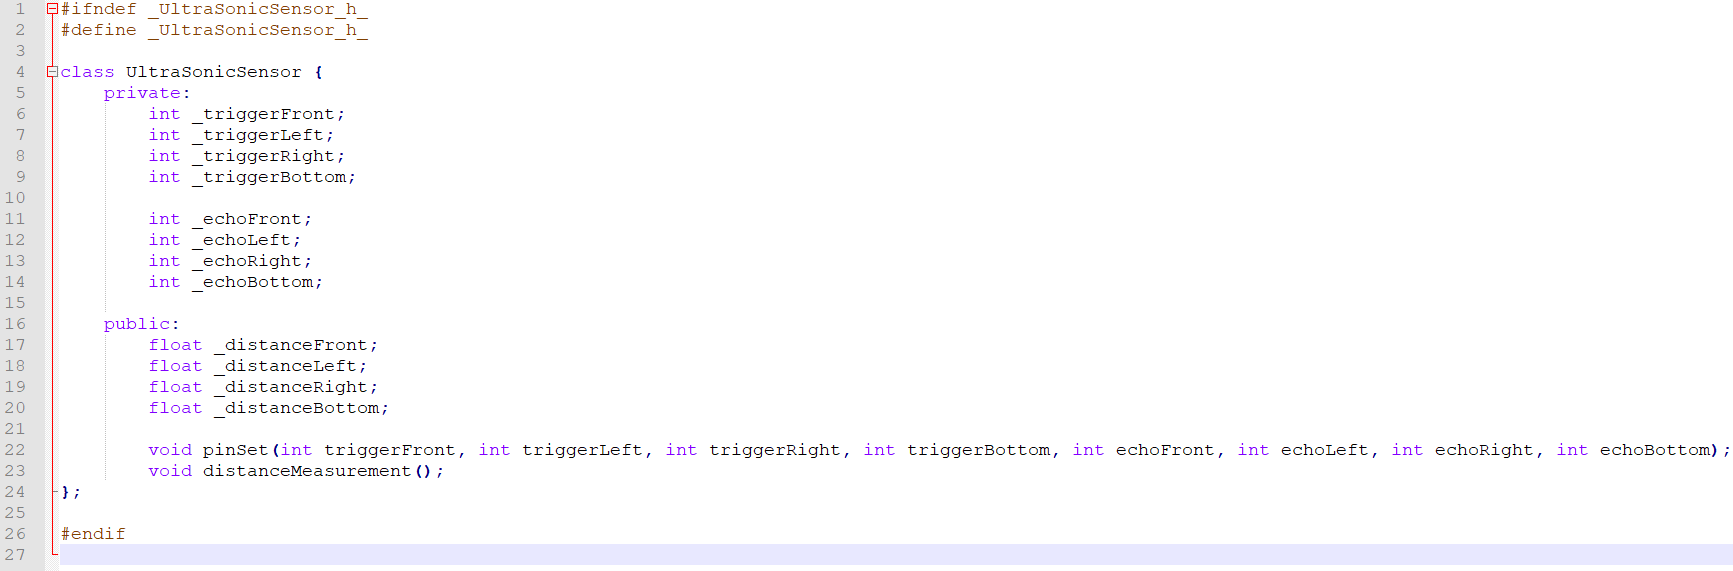 1 #ifndef _UltraSonicSensor_h_
2 #define _UltraSonicSensor_h_
3
4 class UltraSonicSensor {
5     private:
6         int _triggerFront;
7         int _triggerLeft;
8         int _triggerRight;
9         int _triggerBottom;
10
11         int _echoFront;
12         int _echoLeft;
13         int _echoRight;
14         int _echoBottom;
15
16     public:
17         float _distanceFront;
18         float _distanceLeft;
19         float _distanceRight;
20         float _distanceBottom;
21
22         void pinSet(int triggerFront, int triggerLeft, int triggerRight, int triggerBottom, int echoFront, int echoLeft, int echoRight, int echoBottom);
23         void distanceMeasurement();
24 };
25
26 #endif
27